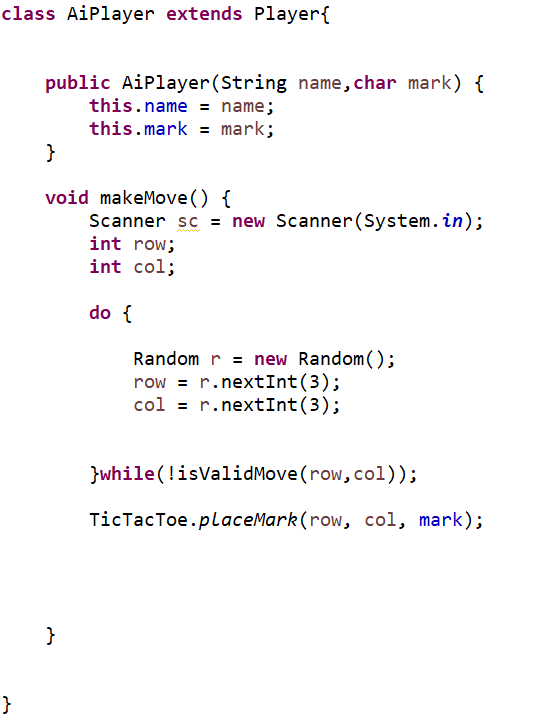 class AiPlayer extends Player{
public AiPlayer(String name,char mark) {
this.name = name;
this.mark = mark;
}
void makeMove() {
Scanner sc = new Scanner(System.in);
int row;
int col;
do {
Random r = new Random();
row = r.nextInt(3);
col = r.nextInt(3);
}while(!isValidMove(row,col));
TicTacToe.placeMark(row, col, mark);
}
}